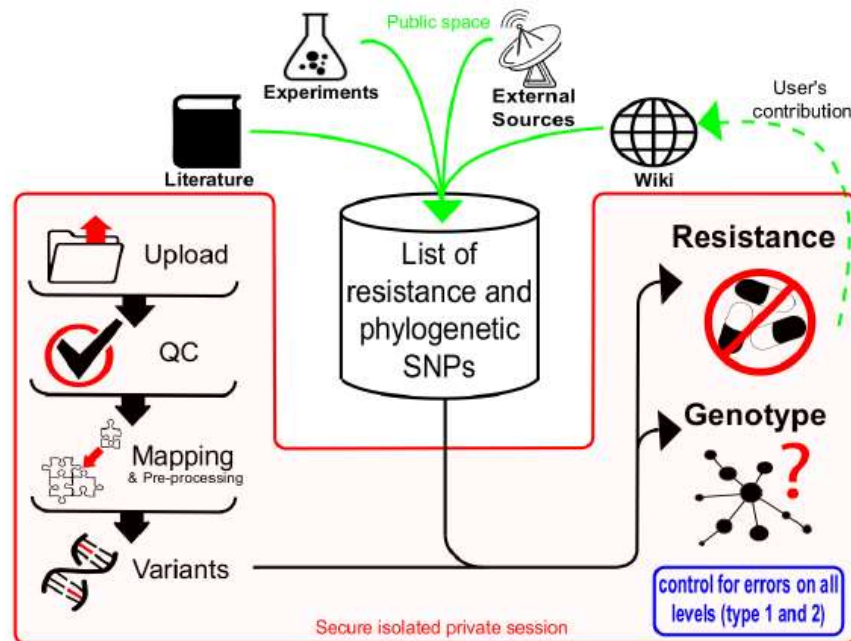 Public space
Experiments
External
Sources
User's
contribution
Literature
Wiki
Upload
QC
Mapping
& Pre-processing
Variants
List of
resistance and
phylogenetic
SNPs
Resistance
Genotype
?
control for errors on all
levels (type 1 and 2)
Secure isolated private session